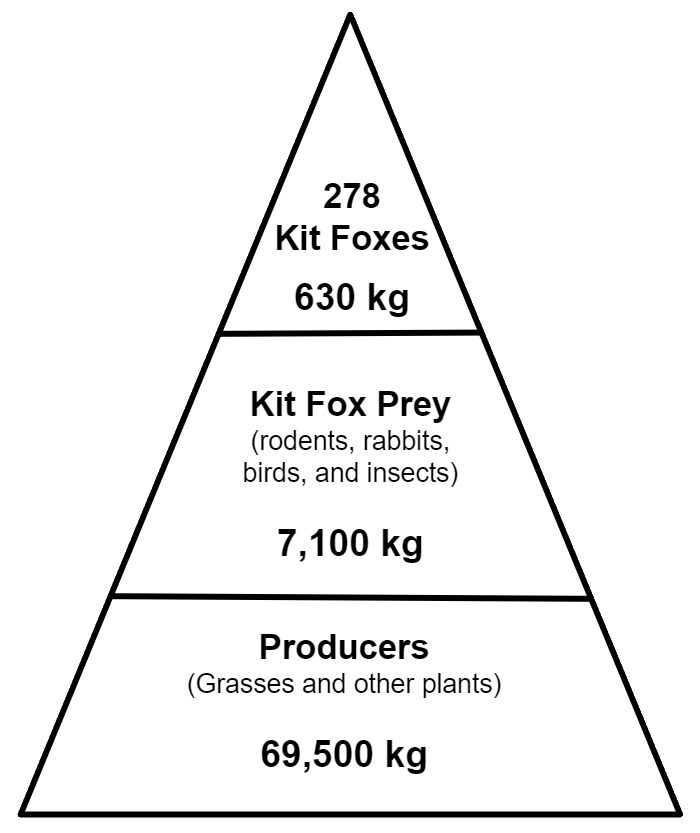 278
Kit Foxes
630 kg
Kit Fox Prey
(rodents, rabbits,
birds, and insects)
7,100 kg
Producers
(Grasses and other plants)
69,500 kg